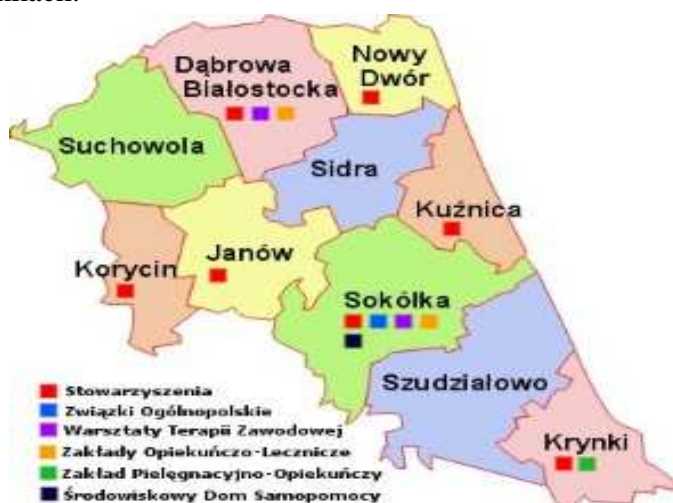 Nowy
Dwór
Dąbrowa
Białostocka
Suchowola
Sidra
Kuźnica
Janów
Korycin
Sokółka
Szudziałowo
Krynki
Stowarzyszenia
Związki Ogólnopolskie
Warsztaty Terapii Zawodowej
Zakłady Opiekuńczo-Lecznicze
Zakład Pielęgnacyjno-Opiekuńczy
Środowiskowy Dom Samopomocy